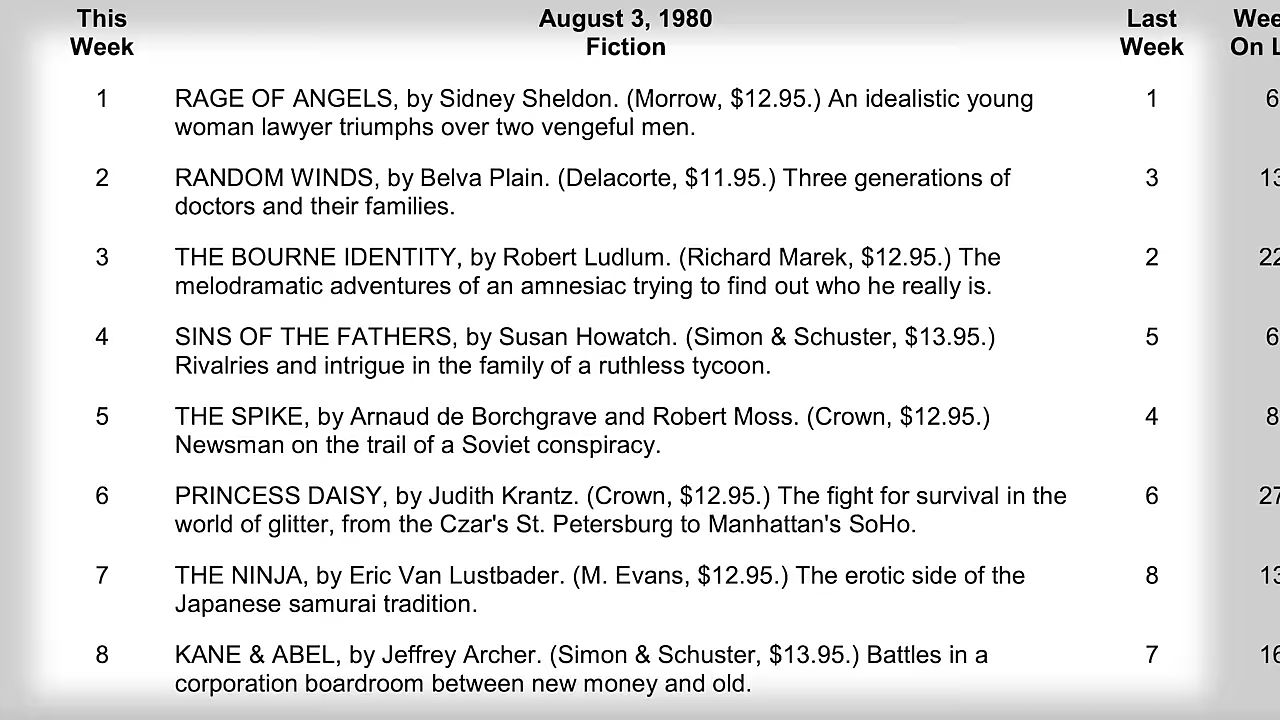 This August 3, 1980 Last
Week Fiction Week On
1 RAGE OF ANGELS, by Sidney Sheldon. (Morrow, $12.95.) An idealistic young 1 6
woman lawyer triumphs over two vengeful men.
2 RANDOM WINDS, by Belva Plain. (Delacorte, $11.95.) Three generations of 3 13
doctors and their families.
3 THE BOURNE IDENTITY, by Robert Ludlum. (Richard Marek, $12.95.) The 2 22
melodramatic adventures of an amnesiac trying to find out who he really is.
4 SINS OF THE FATHERS, by Susan Howatch. (Simon & Schuster, $13.95.) 5 6
Rivalries and intrigue in the family of a ruthless tycoon.
5 THE SPIKE, by Arnaud de Borchgrave and Robert Moss. (Crown, $12.95.) 4 8
Newsman on the trail of a Soviet conspiracy.
6 PRINCESS DAISY, by Judith Krantz. (Crown, $12.95.) The fight for survival in the 6 27
world of glitter, from the Czar's St. Petersburg to Manhattan's SoHo.
7 THE NINJA, by Eric Van Lustbader. (M. Evans, $12.95.) The erotic side of the 8 13
Japanese samurai tradition.
8 KANE & ABEL, by Jeffrey Archer. (Simon & Schuster, $13.95.) Battles in a 7 16
corporation boardroom between new money and old.